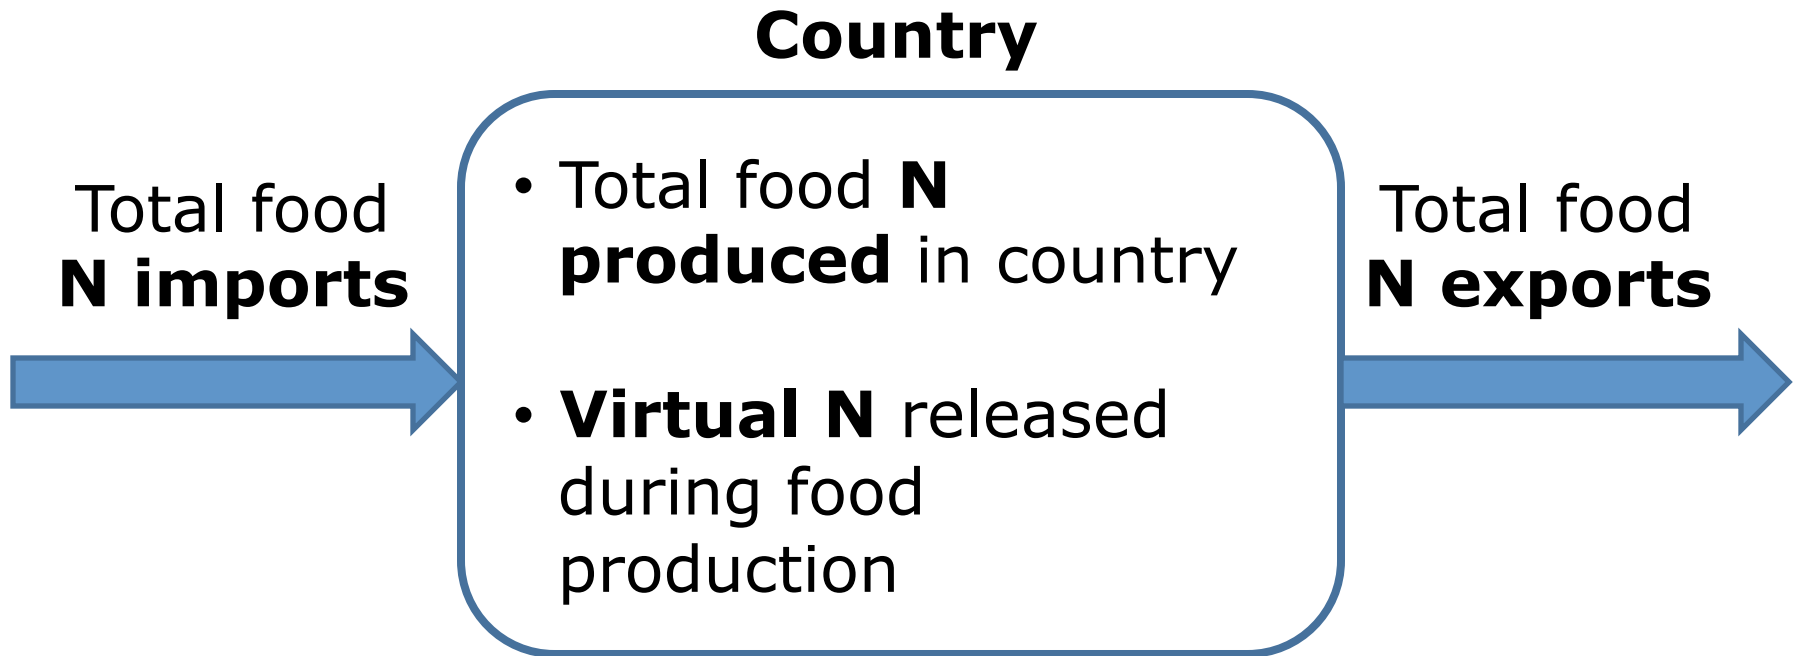 Country
Total food
N imports
• Total food N
produced in country
• Virtual N released
during food
production
Total food
N exports